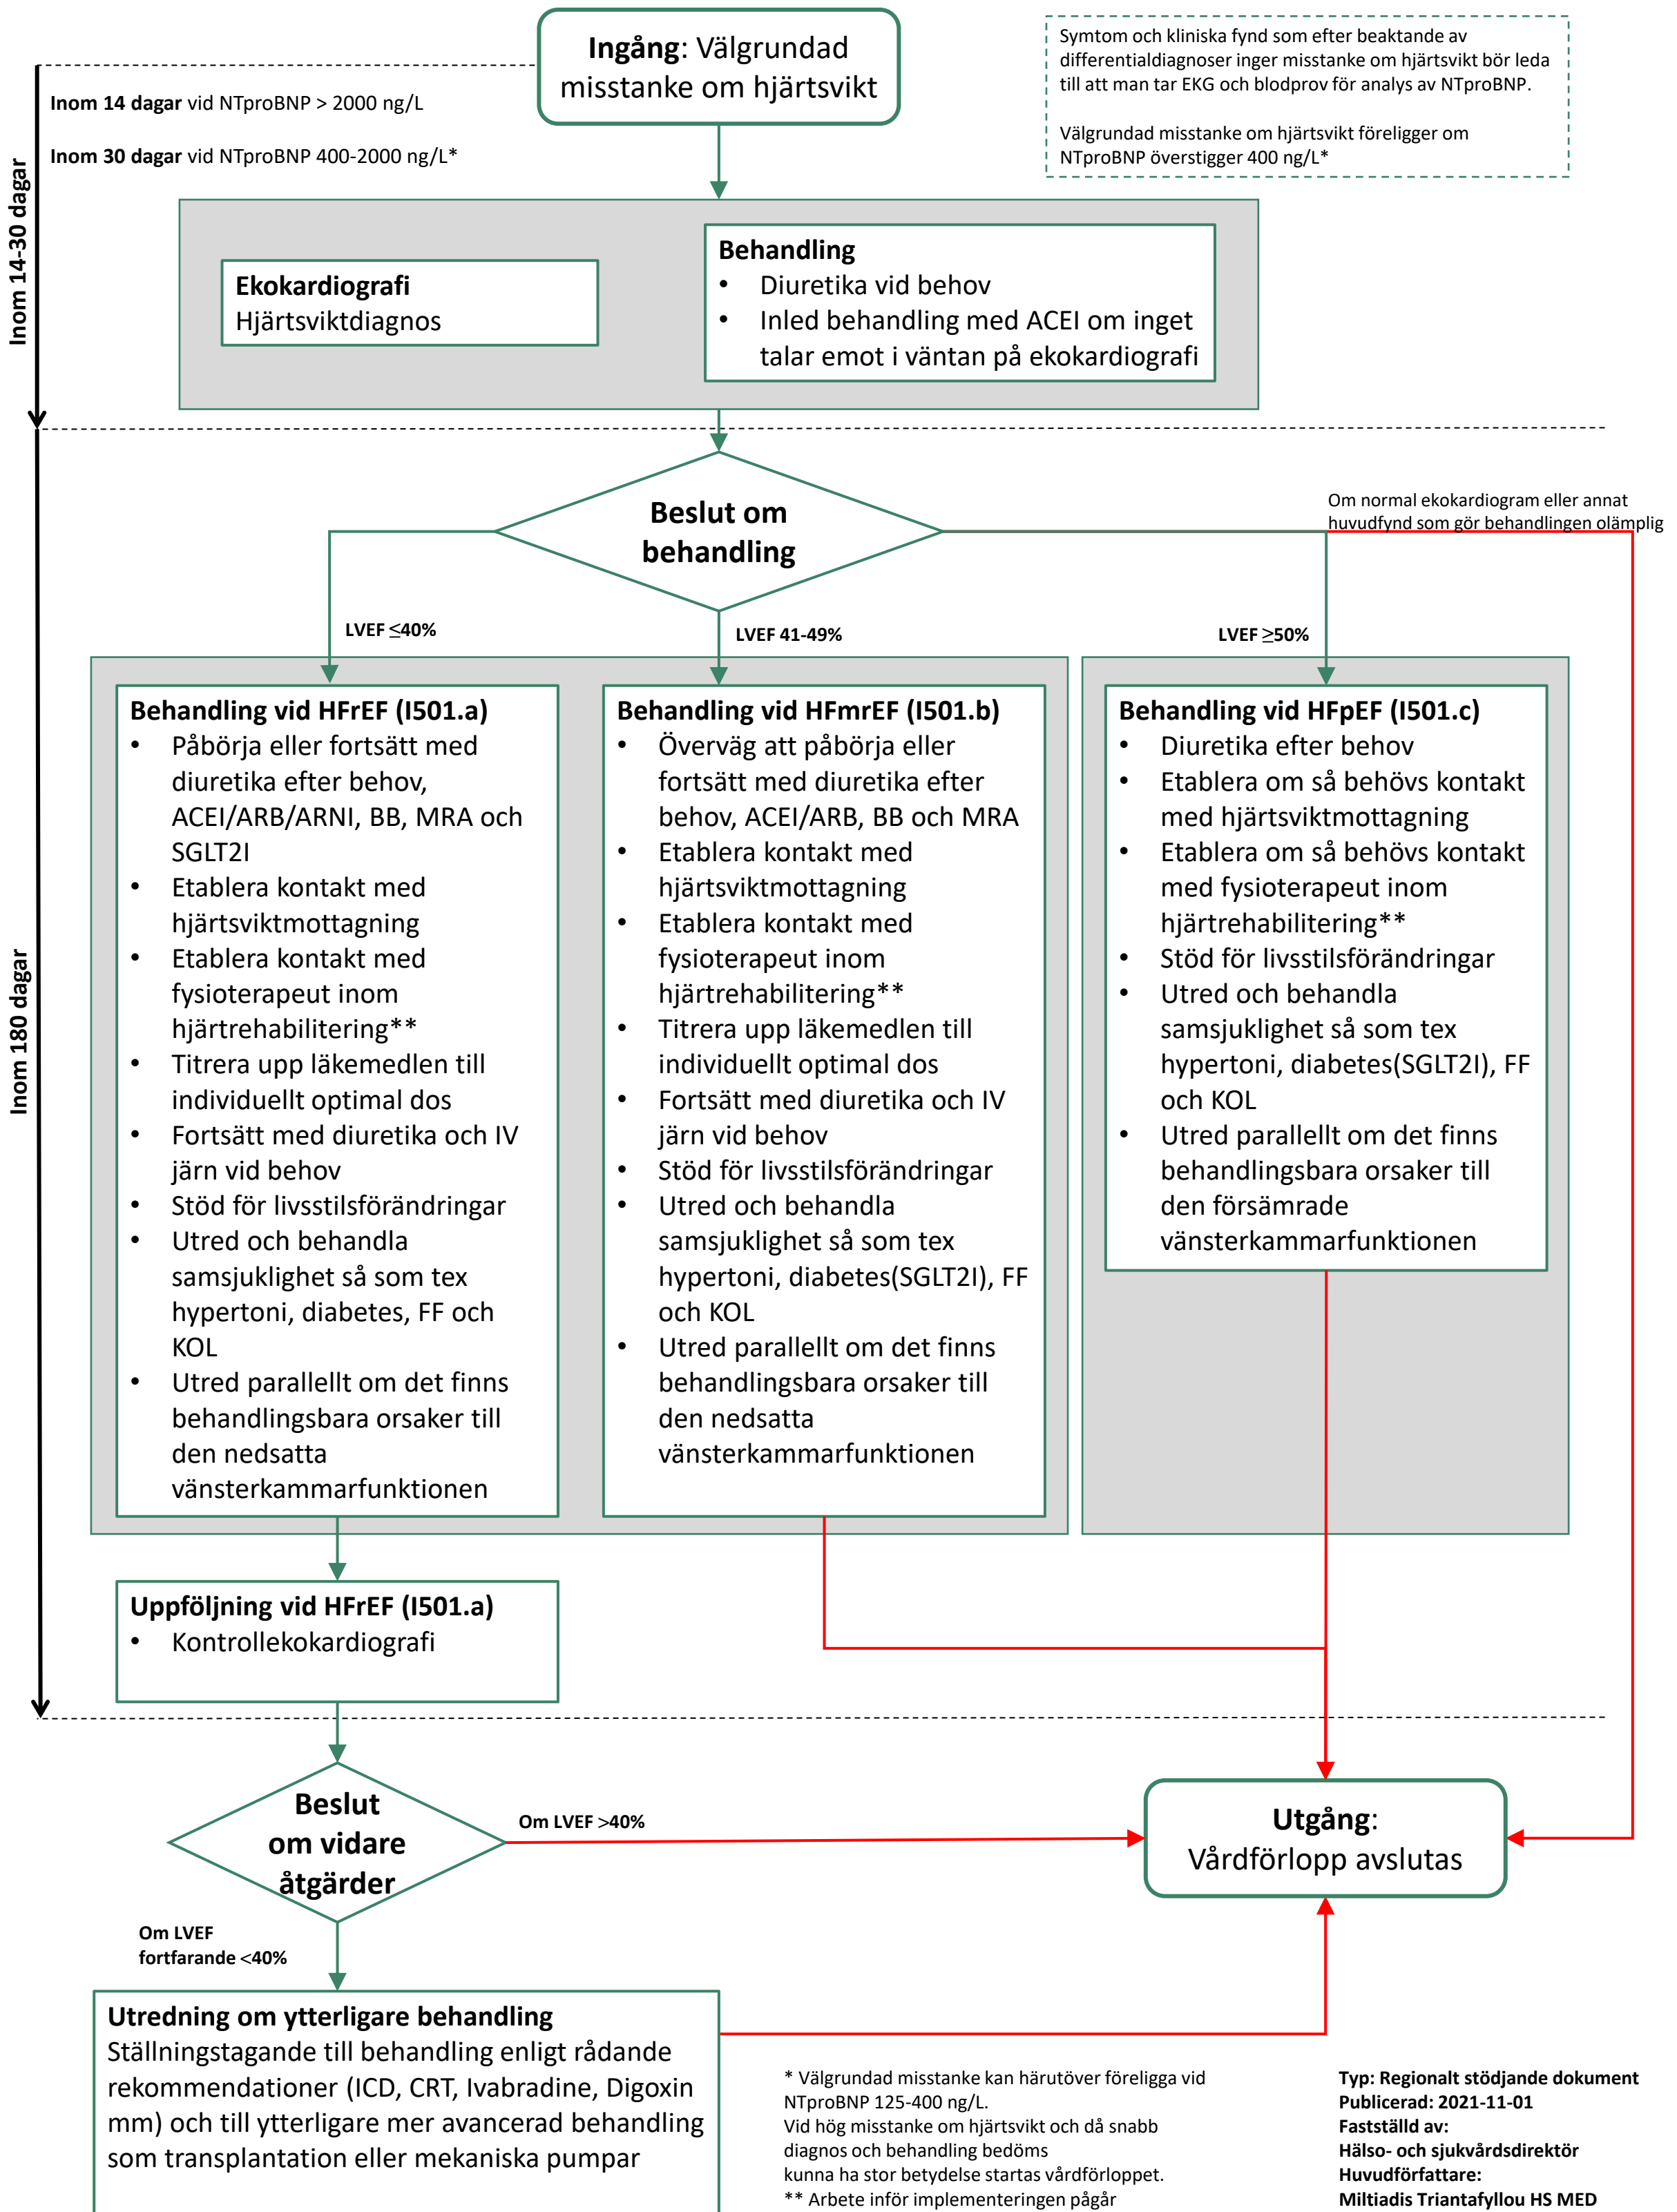 Ingång: Välgrundad
misstanke om hjärtsvikt
Symtom och kliniska fynd som efter beaktande av
differentialdiagnoser inger misstanke om hjärtsvikt bör leda
till att man tar EKG och blodprov för analys av NTproBNP.
Välgrundad misstanke om hjärtsvikt föreligger om
NTproBNP överstigger 400 ng/L*
Inom 14 dagar vid NTproBNP > 2000 ng/L
Inom 30 dagar vid NTproBNP 400-2000 ng/L*
Inom 14-30 dagar
Ekokardiografi
Hjärtsviktdiagnos
Behandling
• Diuretika vid behov
• Inled behandling med ACEI om inget
talar emot i väntan på ekokardiografi
Beslut om
behandling
Om normal ekokardiogram eller annat
huvudfynd som gör behandlingen olämplig
LVEF ≤40%
LVEF 41-49%
LVEF ≥50%
Inom 180 dagar
Behandling vid HFrEF (I501.a)
• Påbörja eller fortsätt med
diuretika efter behov,
ACEI/ARB/ARNI, BB, MRA och
SGLT2I
• Etablera kontakt med
hjärtsviktmottagning
• Etablera kontakt med
fysioterapeut inom
hjärtrehabilitering**
• Titrera upp läkemedlen till
individuellt optimal dos
• Fortsätt med diuretika och IV
järn vid behov
• Stöd för livsstilsförändringar
• Utred och behandla
samsjuklighet så som tex
hypertoni, diabetes, FF och
KOL
• Utred parallellt om det finns
behandlingsbara orsaker till
den nedsatta
vänsterkammarfunktionen
Behandling vid HFmrEF (I501.b)
• Överväg att påbörja eller
fortsätt med diuretika efter
behov, ACEI/ARB, BB och MRA
• Etablera kontakt med
hjärtsviktmottagning
• Etablera kontakt med
fysioterapeut inom
hjärtrehabilitering**
• Titrera upp läkemedlen till
individuellt optimal dos
• Fortsätt med diuretika och IV
järn vid behov
• Stöd för livsstilsförändringar
• Utred och behandla
samsjuklighet så som tex
hypertoni, diabetes(SGLT2I), FF
och KOL
• Utred parallellt om det finns
behandlingsbara orsaker till
den nedsatta
vänsterkammarfunktionen
Behandling vid HFpEF (I501.c)
• Diuretika efter behov
• Etablera om så behövs kontakt
med hjärtsviktmottagning
• Etablera om så behövs kontakt
med fysioterapeut inom
hjärtrehabilitering**
• Stöd för livsstilsförändringar
• Utred och behandla
samsjuklighet så som tex
hypertoni, diabetes(SGLT2I), FF
och KOL
• Utred parallellt om det finns
behandlingsbara orsaker till
den försämrade
vänsterkammarfunktionen
Uppföljning vid HFrEF (I501.a)
• Kontrollekokardiografi
Beslut
om vidare
åtgärder
Om LVEF >40%
Utgång:
Vårdförlopp avslutas
Om LVEF
fortfarande <40%
Utredning om ytterligare behandling
Ställningstagande till behandling enligt rådande
rekommendationer (ICD, CRT, Ivabradine, Digoxin
mm) och till ytterligare mer avancerad behandling
som transplantation eller mekaniska pumpar
* Välgrundad misstanke kan härutöver föreligga vid
NTproBNP 125-400 ng/L.
Vid hög misstanke om hjärtsvikt och då snabb
diagnos och behandling bedöms
kunna ha stor betydelse startas vårdförloppet.
** Arbete inför implementeringen pågår
Typ: Regionalt stödjande dokument
Publicerad: 2021-11-01
Fastställd av:
Hälso- och sjukvårdsdirektör
Huvudförfattare:
Miltiadis Triantafyllou HS MED